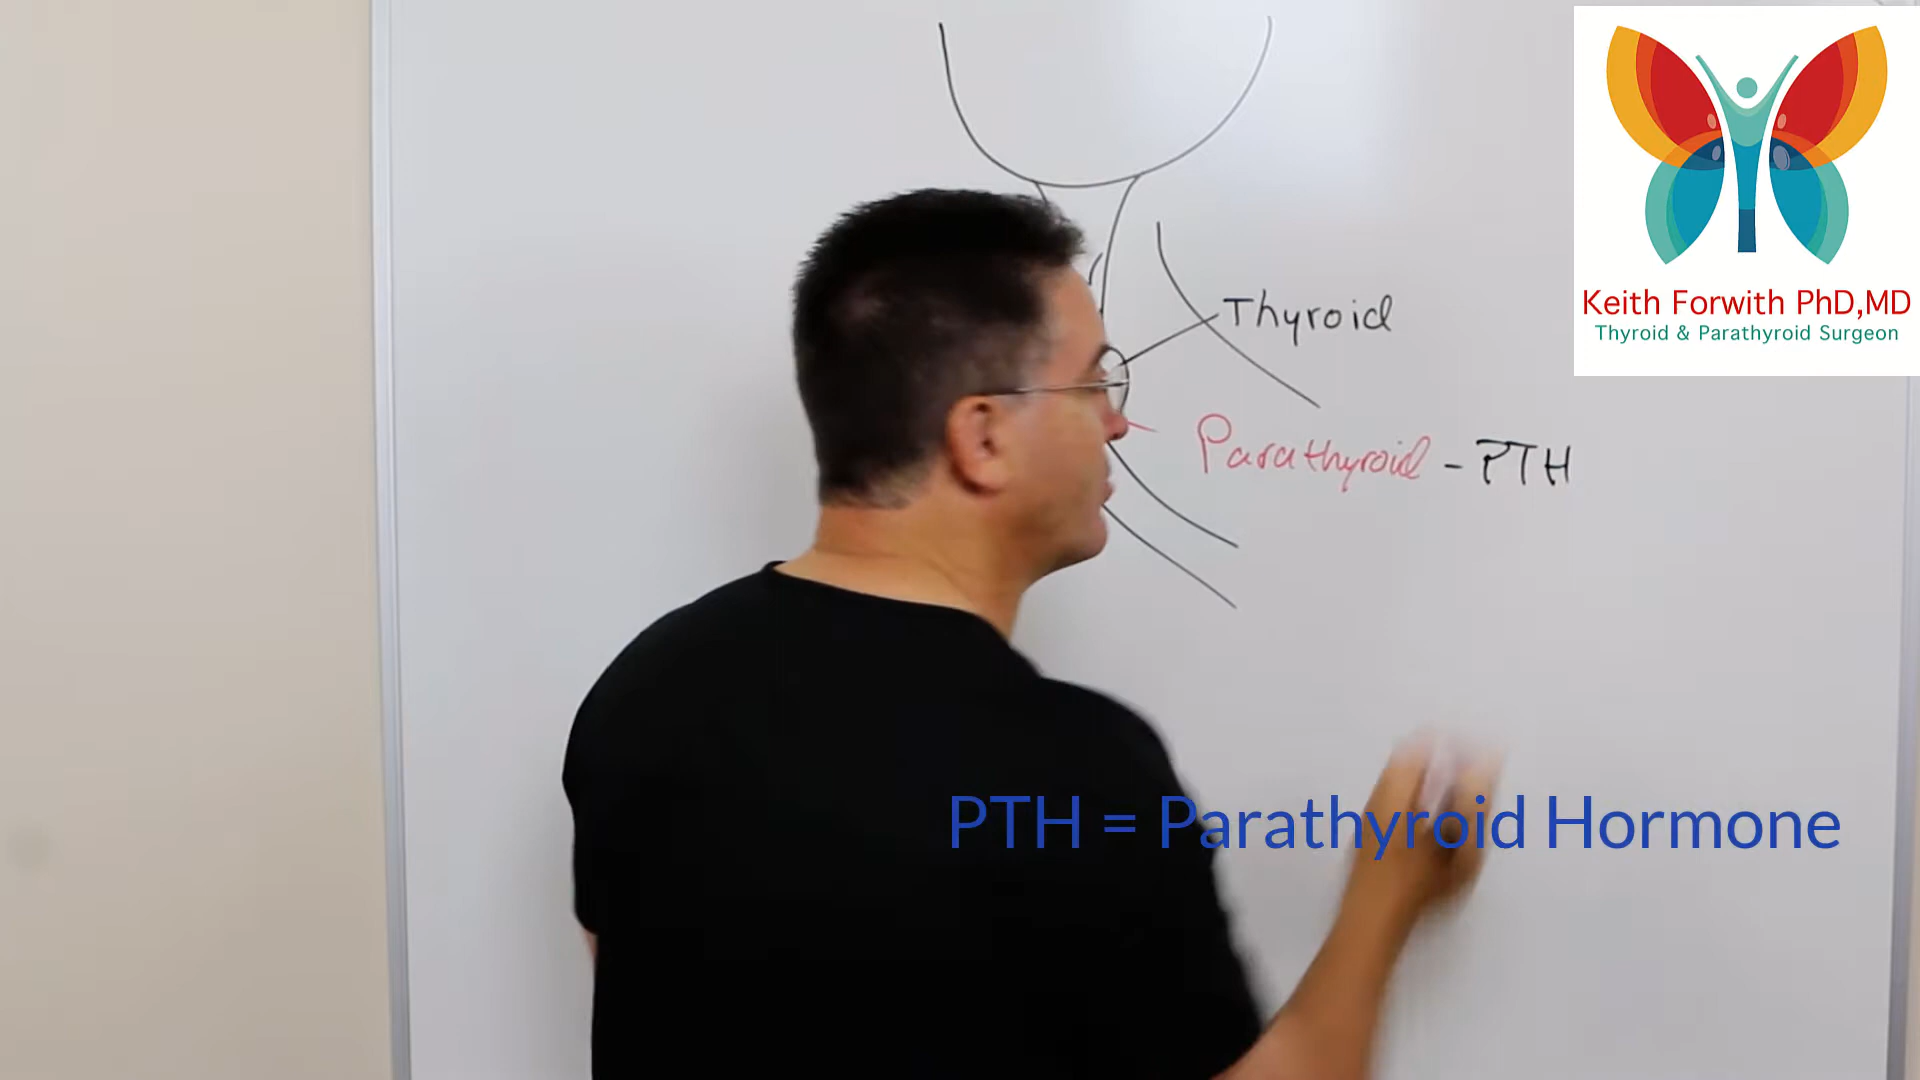 Keith Forwith PhD,MD
Thyroid & Parathyroid Surgeon
Thyroid
Parathyroid - PTH
PTH = Parathyroid Hormone